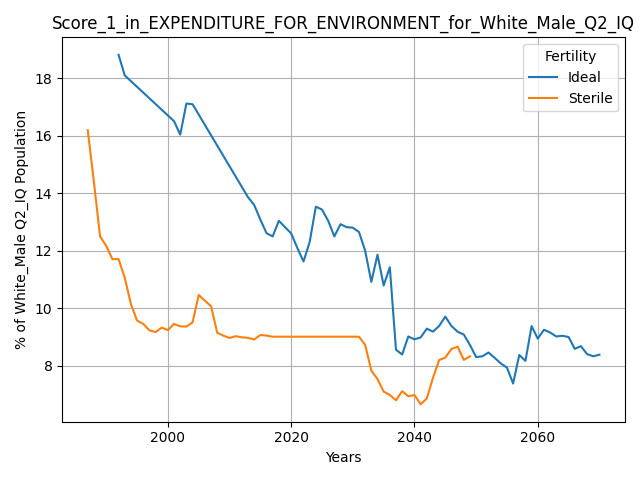 Score_1_in_EXPENDITURE_FOR_ENVIRONMENT_for_White_Male_Q2_IQ
Fertility
Ideal
Sterile
% of White_Male Q2_IQ Population
18
16
14
12
10
8
2000 2020 2040 2060
Years